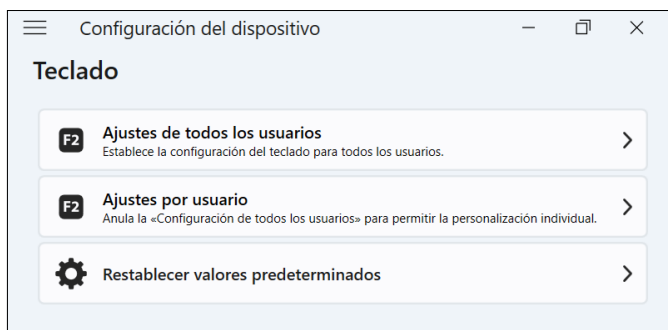 Configuración del dispositivo
Teclado
F2
Ajustes de todos los usuarios
Establece la configuración del teclado para todos los usuarios.
F2
Ajustes por usuario
Anula la «Configuración de todos los usuarios» para permitir la personalización individual.
Restablecer valores predeterminados